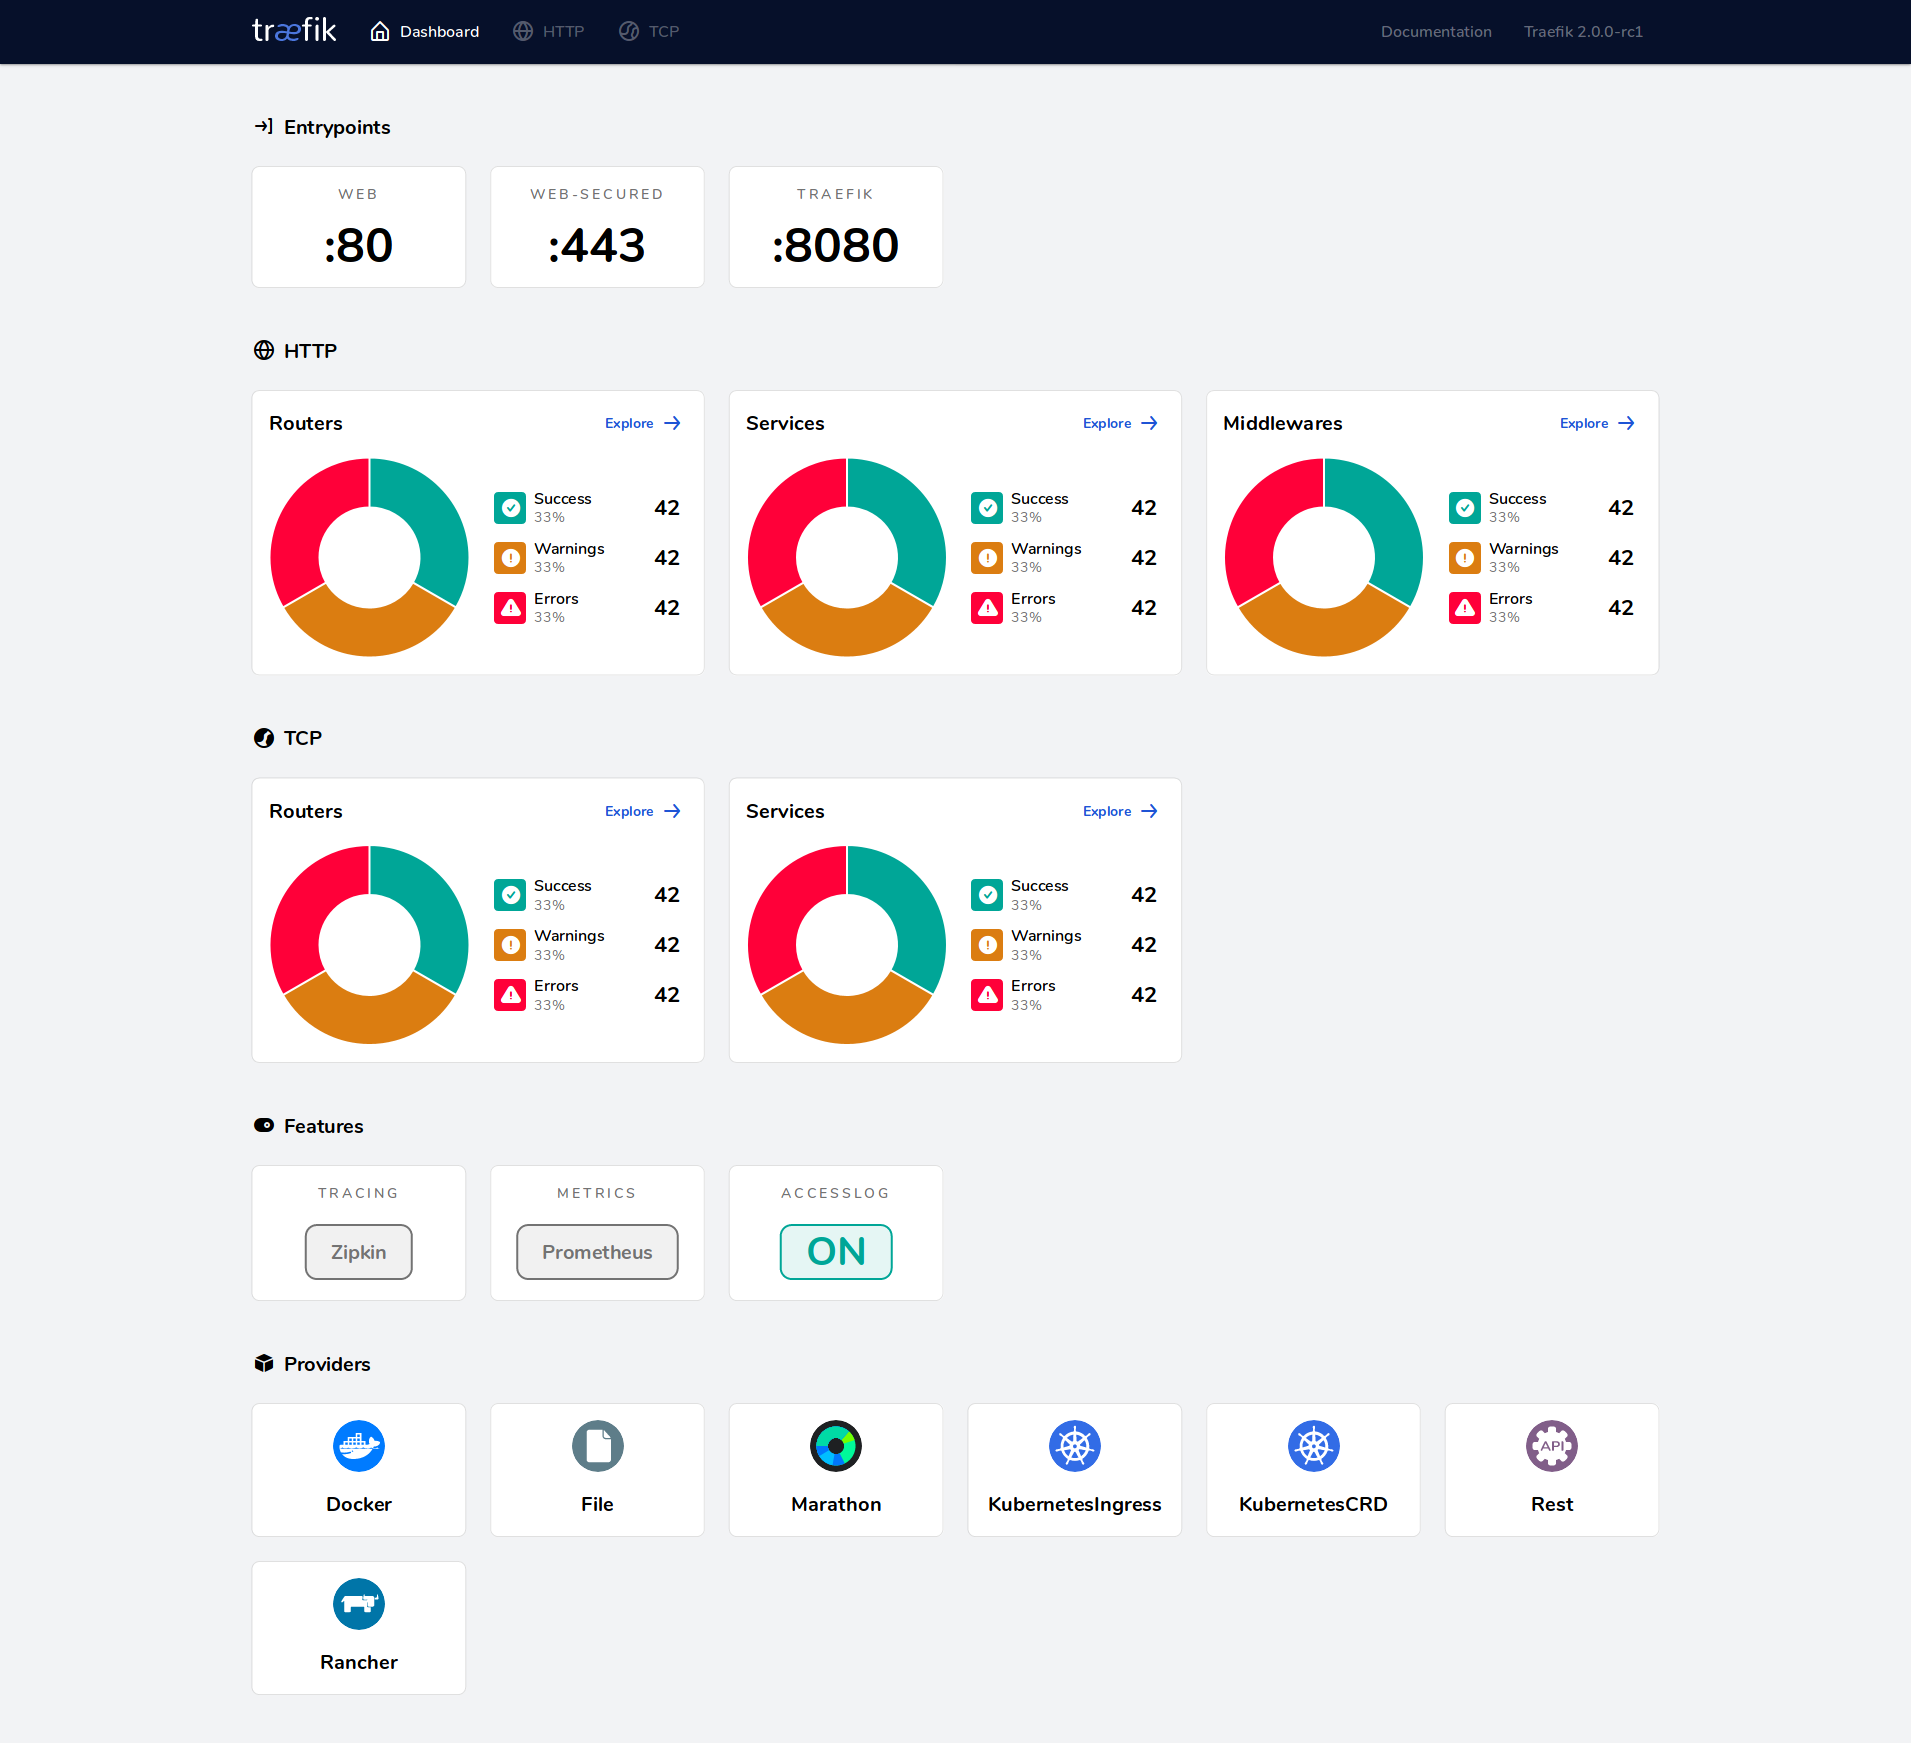 træfik Dashboard HTTP TCP Documentation Traefik 2.0.0-rc1
Entrypoints
WEB
:80
WEB-SECURED
:443
TRAEFIK
:8080
HTTP
Routers Explore
Success 42
33%
Warnings 42
33%
Errors 42
33%
Services Explore
Success 42
33%
Warnings 42
33%
Errors 42
33%
Middlewares Explore
Success 42
33%
Warnings 42
33%
Errors 42
33%
TCP
Routers Explore
Success 42
33%
Warnings 42
33%
Errors 42
33%
Services Explore
Success 42
33%
Warnings 42
33%
Errors 42
33%
Features
TRACING
Zipkin
METRICS
Prometheus
ACCESSLOG
ON
Providers
Docker
File
Marathon
KubernetesIngress
KubernetesCRD
API
Rest
Rancher